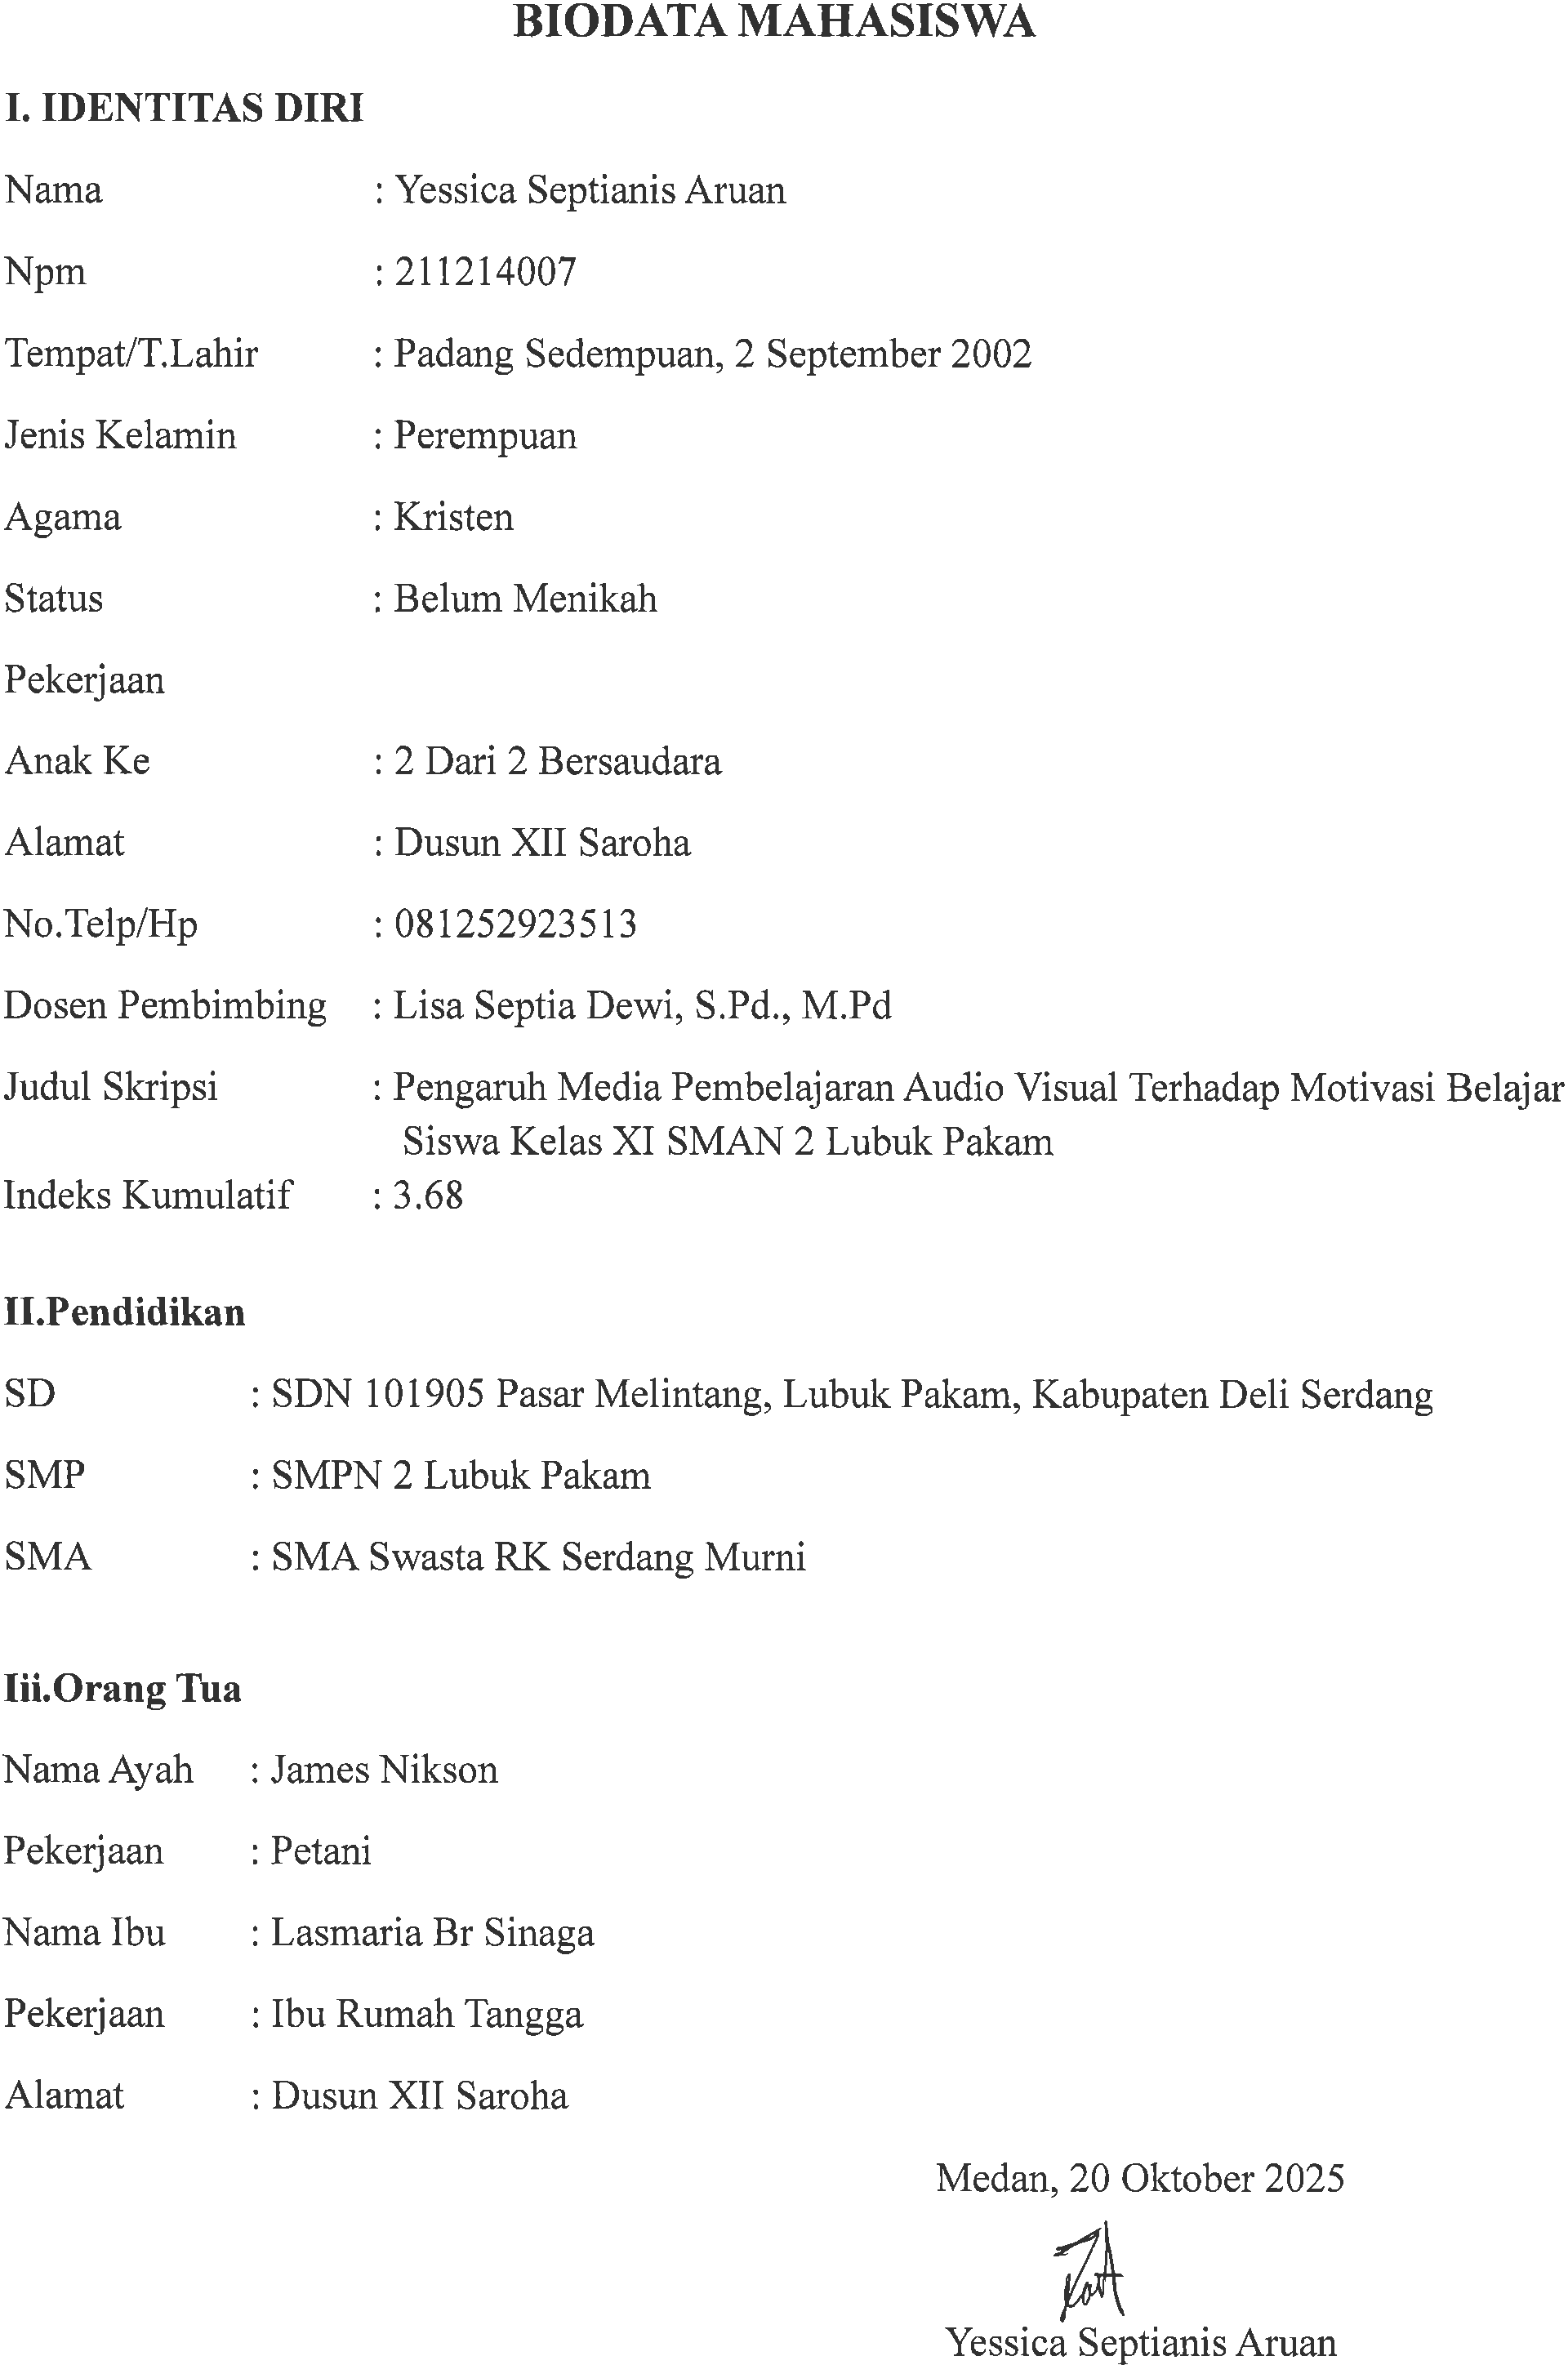 BIODATA MAHASISWA
I. IDENTITAS DIRI
Nama : Yessica Septianis Aruan
Npm : 211214007
Tempat/T.Lahir : Padang Sedempuan, 2 September 2002
Jenis Kelamin : Perempuan
Agama : Kristen
Status : Belum Menikah
Pekerjaan
Anak Ke : 2 Dari 2 Bersaudara
Alamat : Dusun XII Saroha
No.Telp/Hp : 081252923513
Dosen Pembimbing : Lisa Septia Dewi, S.Pd., M.Pd
Judul Skripsi : Pengaruh Media Pembelajaran Audio Visual Terhadap Motivasi Belajar
Siswa Kelas XI SMAN 2 Lubuk Pakam
Indeks Kumulatif : 3.68
II.Pendidikan
SD : SDN 101905 Pasar Melintang, Lubuk Pakam, Kabupaten Deli Serdang
SMP : SMPN 2 Lubuk Pakam
SMA : SMA Swasta RK Serdang Murni
Iii.Orang Tua
Nama Ayah : James Nikson
Pekerjaan : Petani
Nama Ibu : Lasmaria Br Sinaga
Pekerjaan : Ibu Rumah Tangga
Alamat : Dusun XII Saroha
Medan, 20 Oktober 2025
Yessica Septianis Aruan